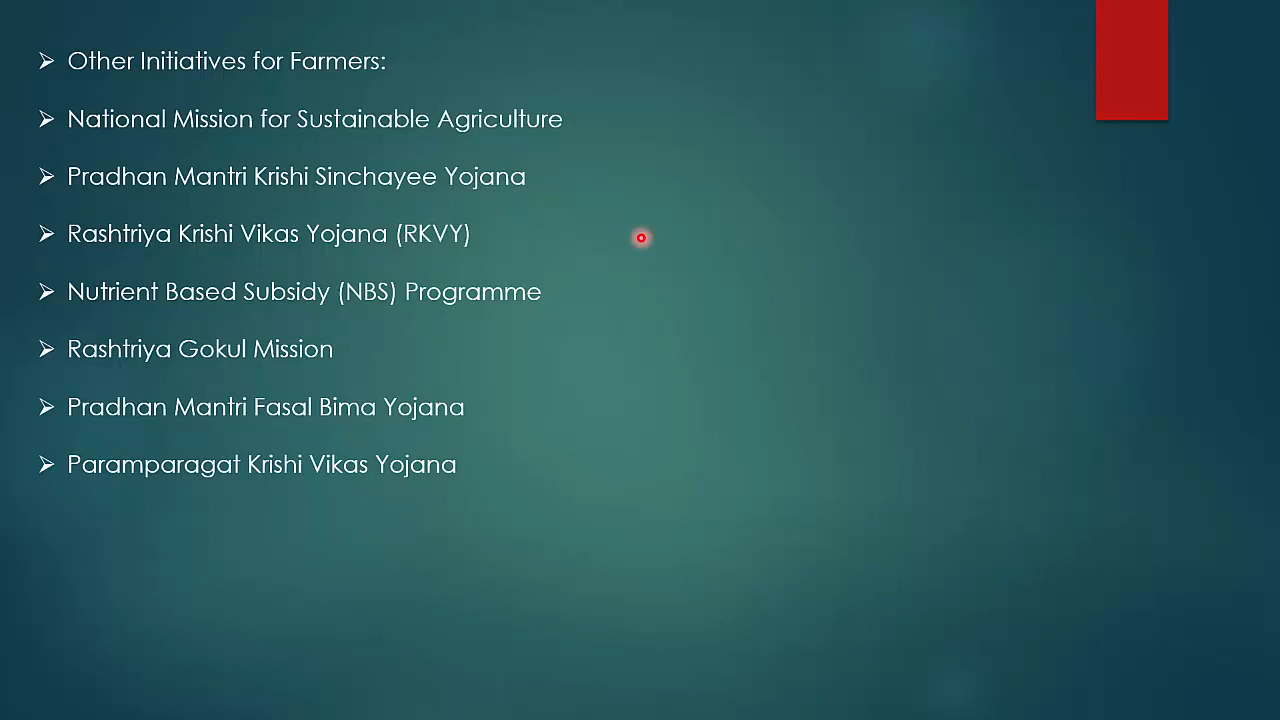 Other Initiatives for Farmers:
National Mission for Sustainable Agriculture
Pradhan Mantri Krishi Sinchayee Yojana
Rashtriya Krishi Vikas Yojana (RKVY)
Nutrient Based Subsidy (NBS) Programme
Rashtriya Gokul Mission
Pradhan Mantri Fasal Bima Yojana
Paramparagat Krishi Vikas Yojana